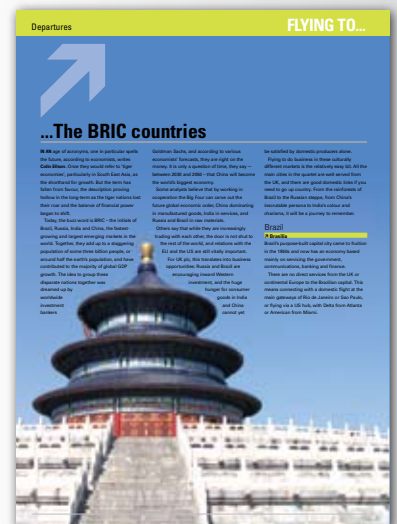 Departures
FLYING TO...
...The BRIC countries
IN AN age of acronyms, one in particular spells
the future, according to economists, writes
Colin Ellson. Once they would refer to 'tiger
economies', particularly in South East Asia, as
the shorthand for growth. But the term has
fallen from favour, the description proving
hollow in the long-term as the tiger nations lost
their roar and the balance of financial power
began to shift.
Today, the buzz word is BRIC – the initials of
Brazil, Russia, India and China, the fastest-
growing and largest emerging markets in the
world. Together, they add up to a staggering
population of some three billion people, or
around half the earth's population, and have
contributed to the majority of global GDP
growth. The idea to group these
disparate nations together was
dreamed up by
worldwide
investment
bankers
Goldman Sachs, and according to various
economists' forecasts, they are right on the
money. It is only a question of time, they say –
between 2030 and 2050 – that China will become
the world's biggest economy.
Some analysts believe that by working in
cooperation the Big Four can carve out the
future global economic order, China dominating
in manufactured goods, India in services, and
Russia and Brazil in raw materials.
Others say that while they are increasingly
trading with each other, the door is not shut to
the rest of the world, and relations with the
EU and the US are still vitally important.
For UK plc, this translates into business
opportunities. Russia and Brazil are
encouraging inward Western
investment, and the huge
hunger for consumer
goods in India
and China
cannot yet
be satisfied by domestic producers alone.
Flying to do business in these culturally
different markets is the relatively easy bit. All the
main cities in the quartet are well served from
the UK, and there are good domestic links if you
need to go up country. From the rainforests of
Brazil to the Russian steppes, from China's
inscrutable persona to India's colour and
charisma, it will be a journey to remember.
Brazil
Brasilia
Brazil's purpose-built capital city came to fruition
in the 1960s and now has an economy based
mainly on servicing the government,
communications, banking and finance.
There are no direct services from the UK or
continental Europe to the Brazilian capital. This
means connecting with a domestic flight at the
main gateways of Rio de Janeiro or Sao Paulo,
or flying via a US hub, with Delta from Atlanta
or American from Miami.